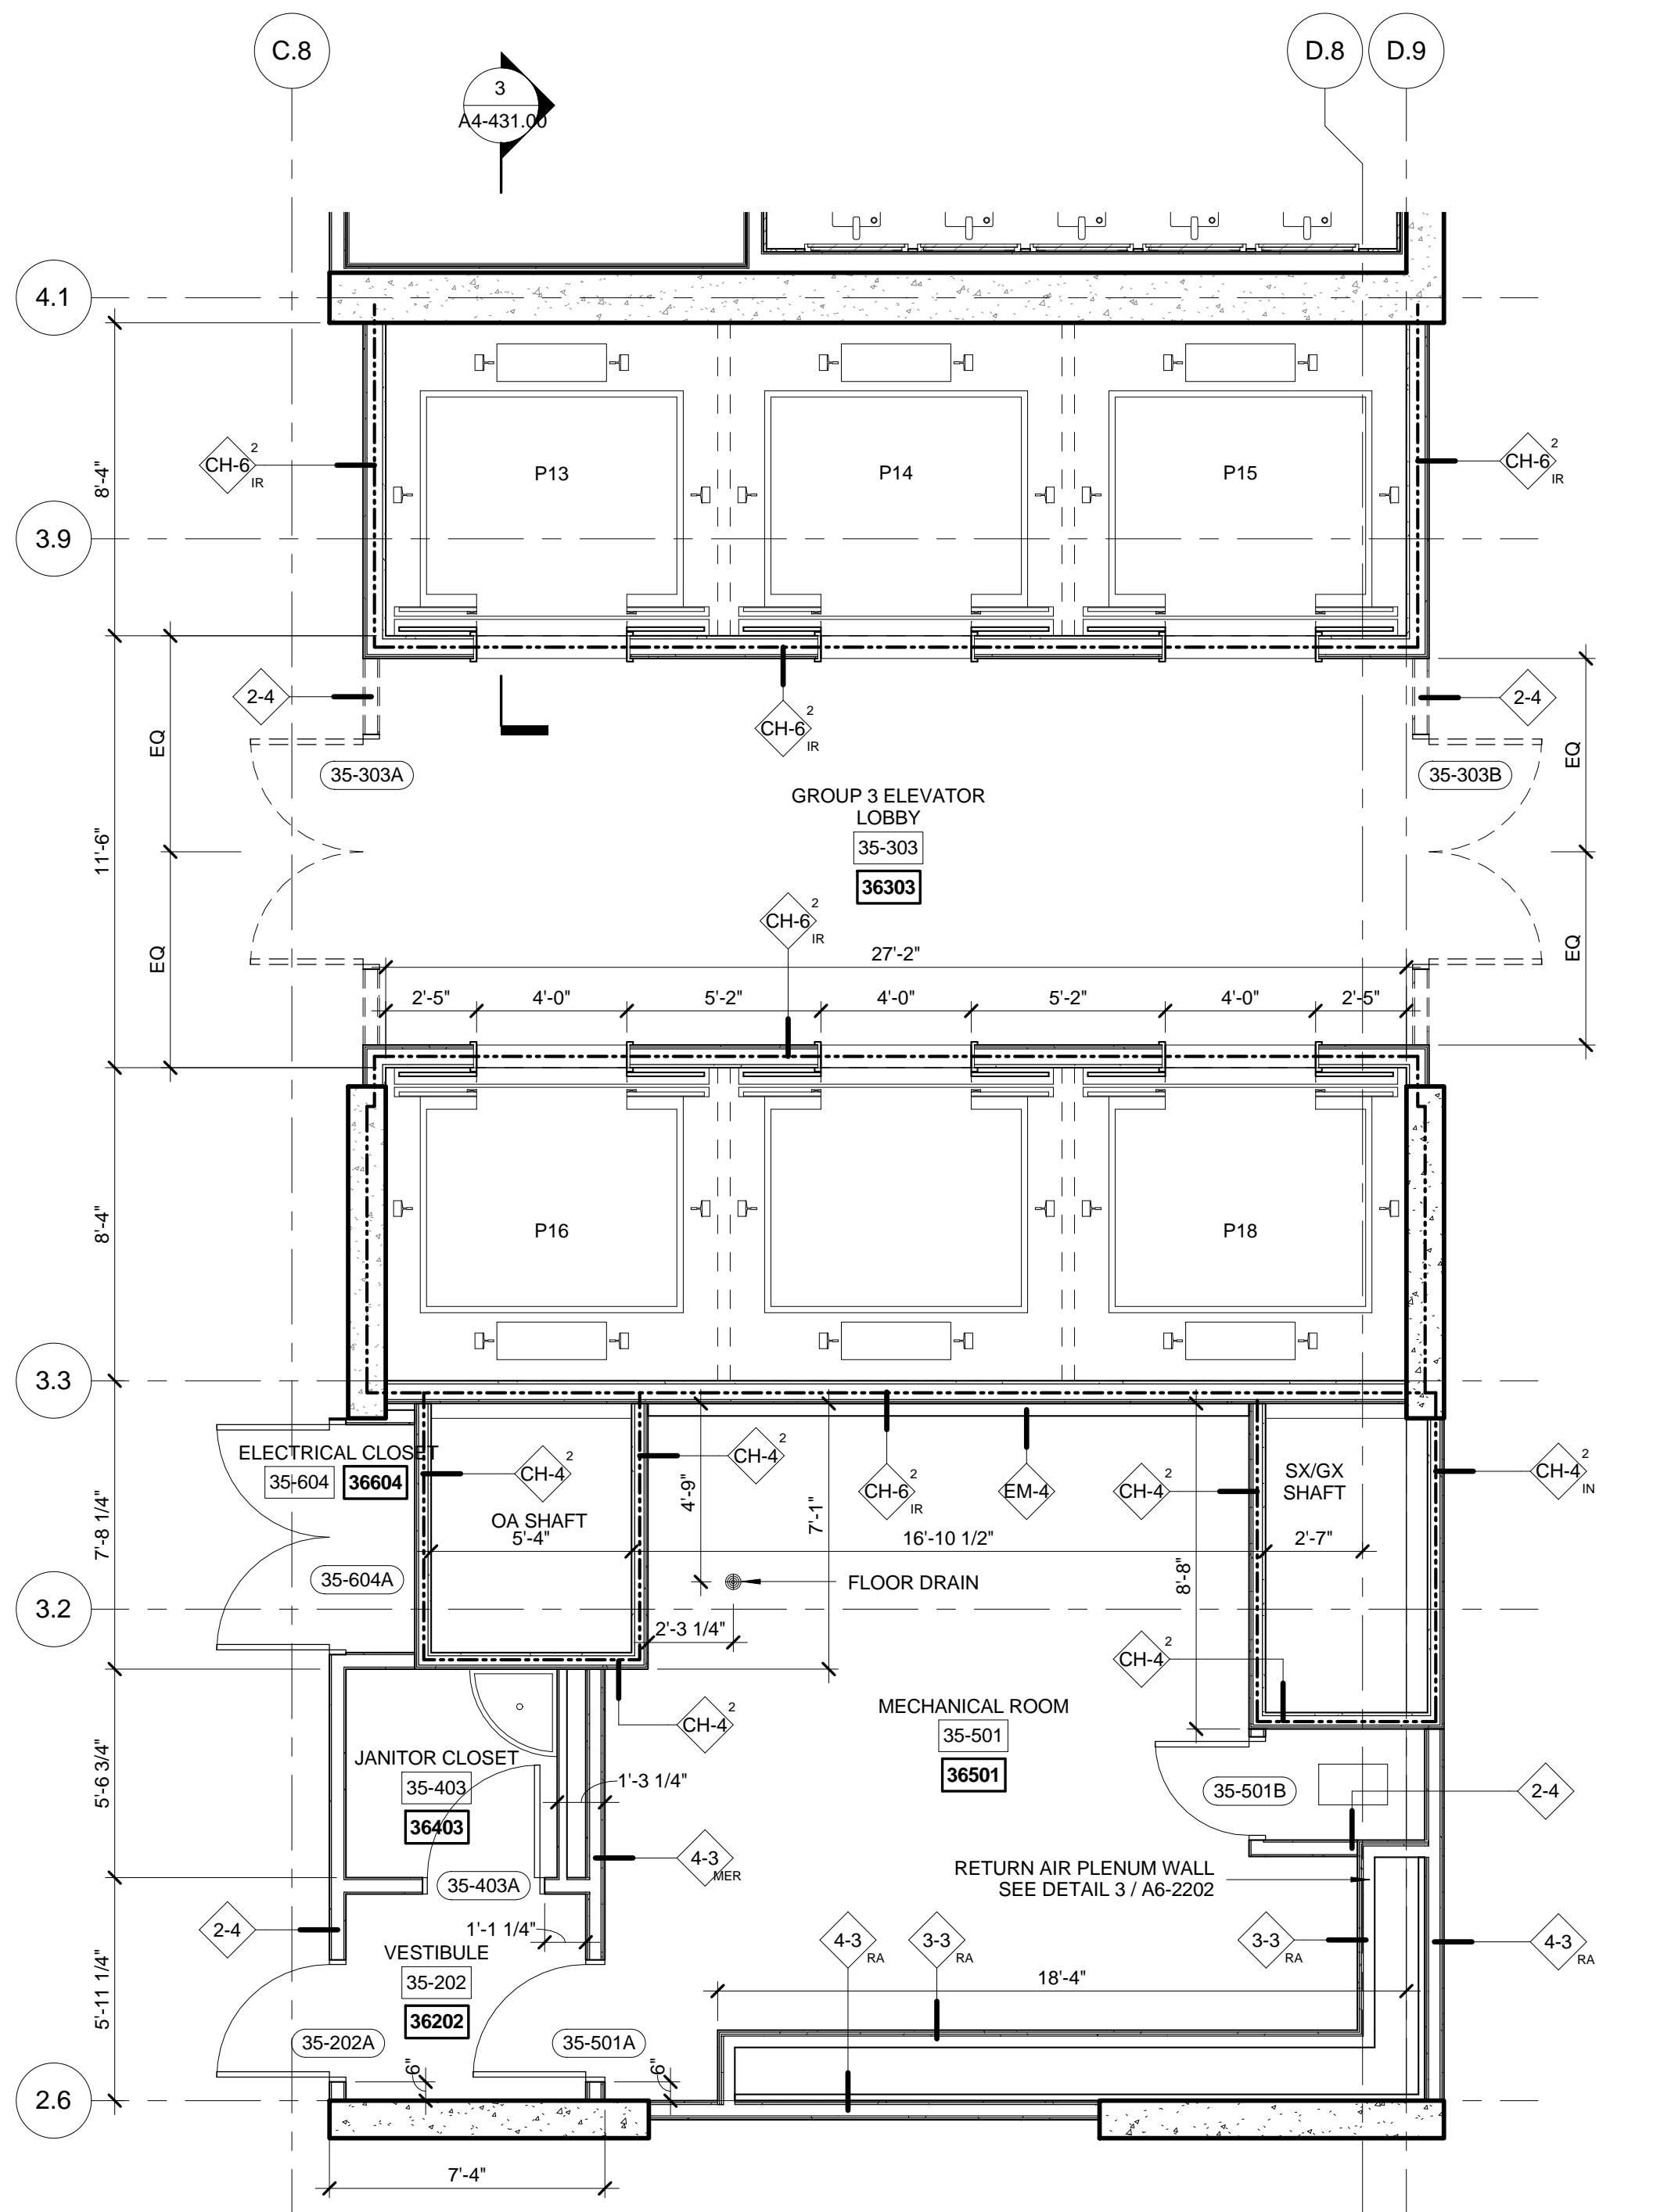 C.8
D.8
D.9
3
A4-431.00
4.1
8'-4"
P13
P14
P15
CH-6
2
IR
CH-6
2
IR
3.9
2-4
2-4
CH-6
2
IR
EQ
EQ
35-303A
35-303B
GROUP 3 ELEVATOR
LOBBY
35-303
36303
11'-6"
CH-6
2
IR
EQ
EQ
27'-2"
2'-5"
4'-0"
5'-2"
4'-0"
5'-2"
4'-0"
2'-5"
8'-4"
P16
P18
3.3
ELECTRICAL CLOSET
35-604
36604
CH-4
2
CH-4
2
4'-9"
CH-6
2
IR
EM-4
CH-4
2
SX/GX
SHAFT
CH-4
2
IN
7'-8 1/4"
OA SHAFT
5'-4"
7'-1"
16'-10 1/2"
8'-8"
2'-7"
35-604A
FLOOR DRAIN
3.2
2'-3 1/4"
CH-4
2
CH-4
2
MECHANICAL ROOM
35-501
36501
JANITOR CLOSET
35-403
36403
5'-6 3/4"
1'-3 1/4"
35-501B
2-4
4-3
MER
RETURN AIR PLENUM WALL
SEE DETAIL 3 / A6-2202
35-403A
2-4
1'-1 1/4"
VESTIBULE
35-202
36202
4-3
RA
3-3
RA
3-3
RA
4-3
RA
18'-4"
5'-11 1/4"
35-202A
35-501A
6"
6"
2.6
7'-4"